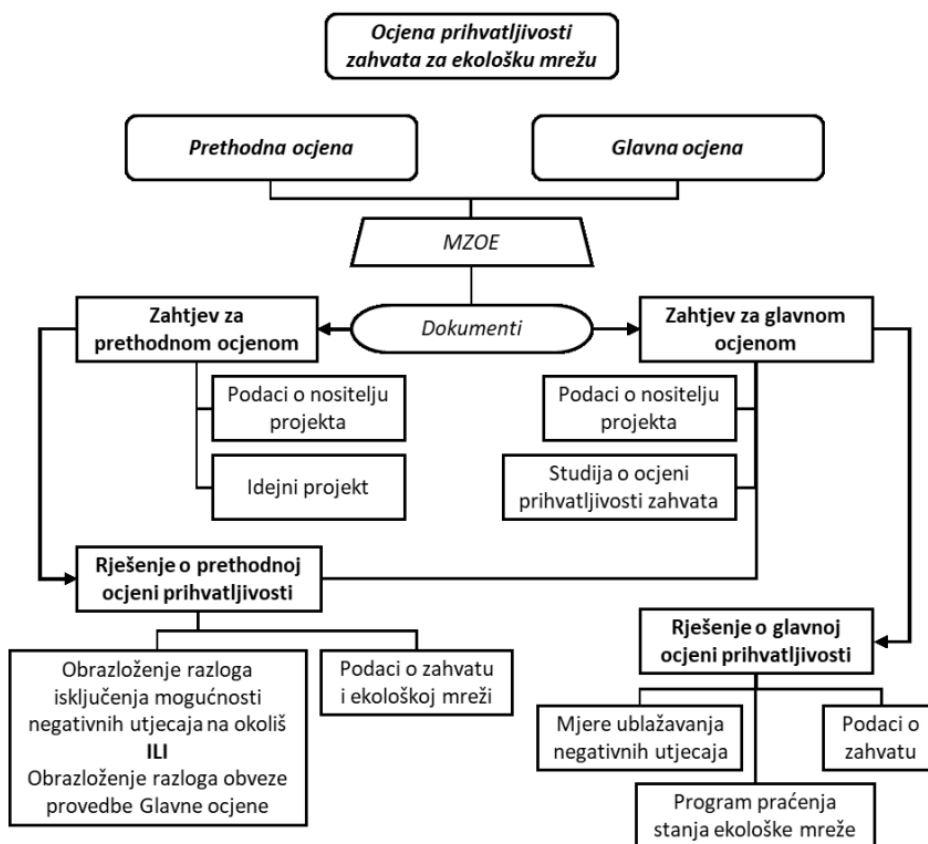 Ocjena prihvatljivosti
zahvata za ekološku mrežu
Prethodna ocjena
Glavna ocjena
MZOE
Dokumenti
Zahtjev za
prethodnom ocjenom
Zahtjev za glavnom
ocjenom
Podaci o nositelju
projekta
Idejni projekt
Podaci o nositelju
projekta
Studija o ocjeni
prihvatljivosti zahvata
Rješenje o prethodnoj
ocjeni prihvatljivosti
Obrazloženje razloga
isključenja mogućnosti
negativnih utjecaja na okoliš
ILI
Obrazloženje razloga obveze
provedbe Glavne ocjene
Podaci o zahvatu
i ekološkoj mreži
Rješenje o glavnoj
ocjeni prihvatljivosti
Mjere ublažavanja
negativnih utjecaja
Podaci o
zahvatu
Program praćenja
stanja ekološke mreže